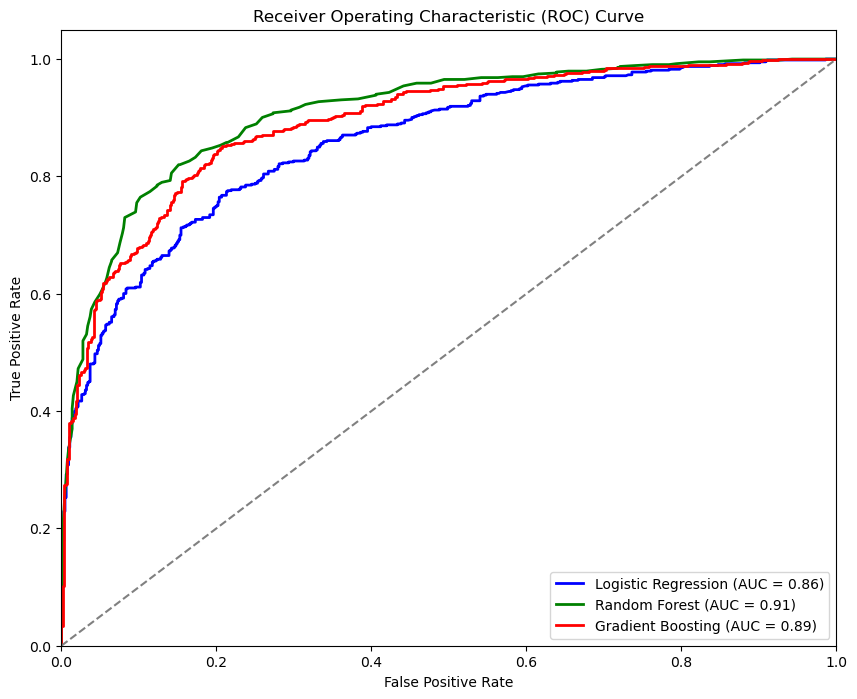 Receiver Operating Characteristic (ROC) Curve
1.0
0.8
0.6
0.4
0.2
0.0
True Positive Rate
Logistic Regression (AUC = 0.86)
Random Forest (AUC = 0.91)
Gradient Boosting (AUC = 0.89)
0.0 0.2 0.4 0.6 0.8 1.0
False Positive Rate